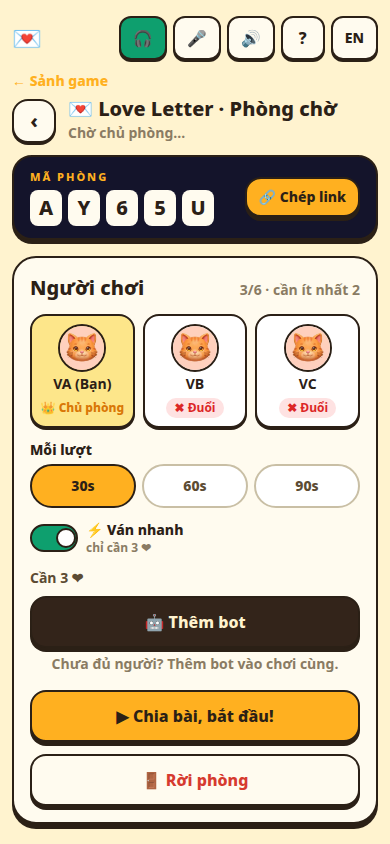 EN
← Sảnh game
‹
💌 Love Letter · Phòng chờ
Chờ chủ phòng...
MÃ PHÒNG
A Y 6 5 U
🔗 Chép link
Người chơi
3/6 · cần ít nhất 2
VA (Bạn)
👑 Chủ phòng
VB
✖ Đuổi
VC
✖ Đuổi
Mỗi lượt
30s
60s
90s
⚡ Ván nhanh
chỉ cần 3 ❤
Cần 3 ❤
🤖 Thêm bot
Chưa đủ người? Thêm bot vào chơi cùng.
▶ Chia bài, bắt đầu!
🚪 Rời phòng